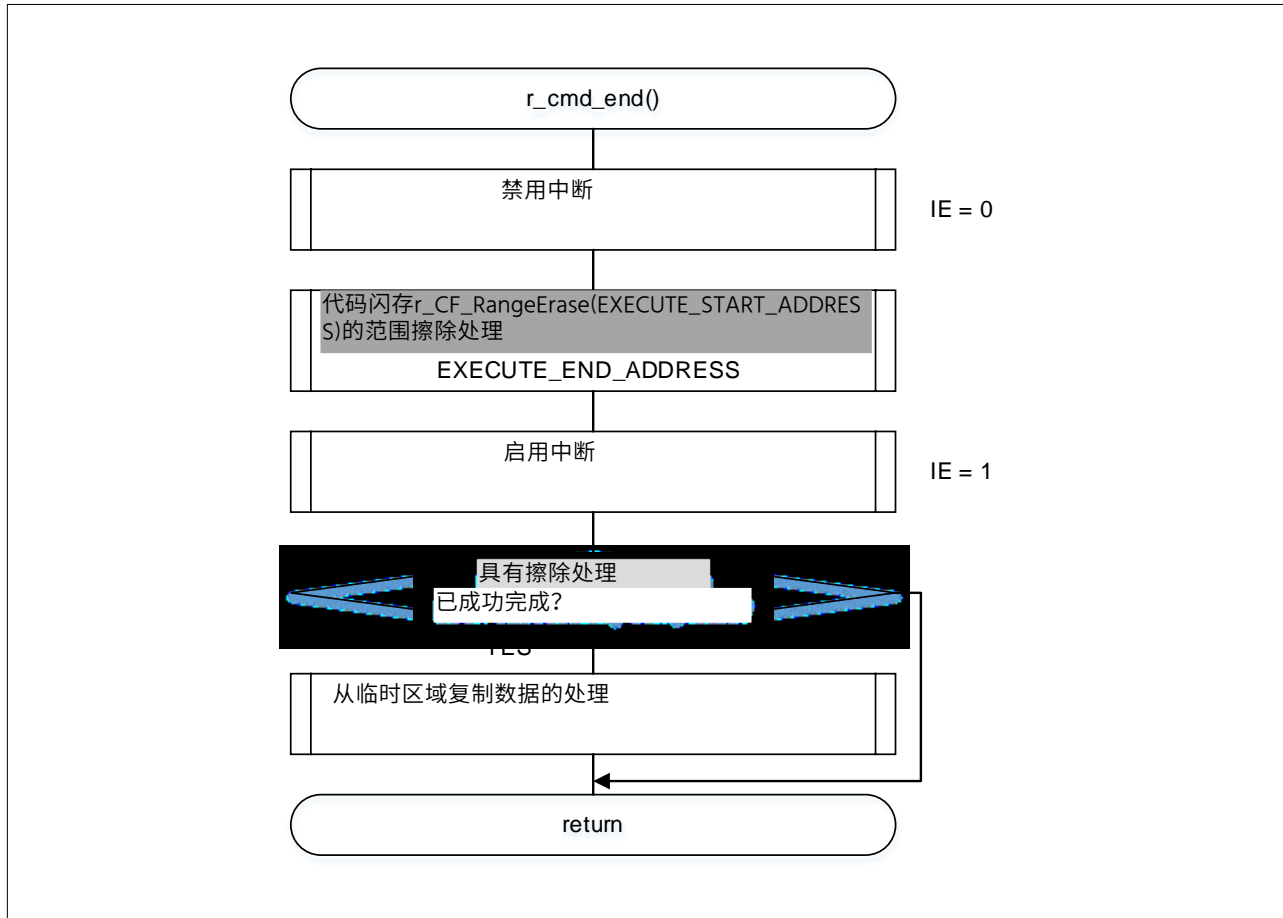 r_cmd_end()
禁用中断
IE = 0
代码闪存r_CF_RangeErase(EXECUTE_START_ADDRES
S)的范围擦除处理
EXECUTE_END_ADDRESS
启用中断
IE = 1
具有擦除处理
已成功完成？
YES
从临时区域复制数据的处理
return